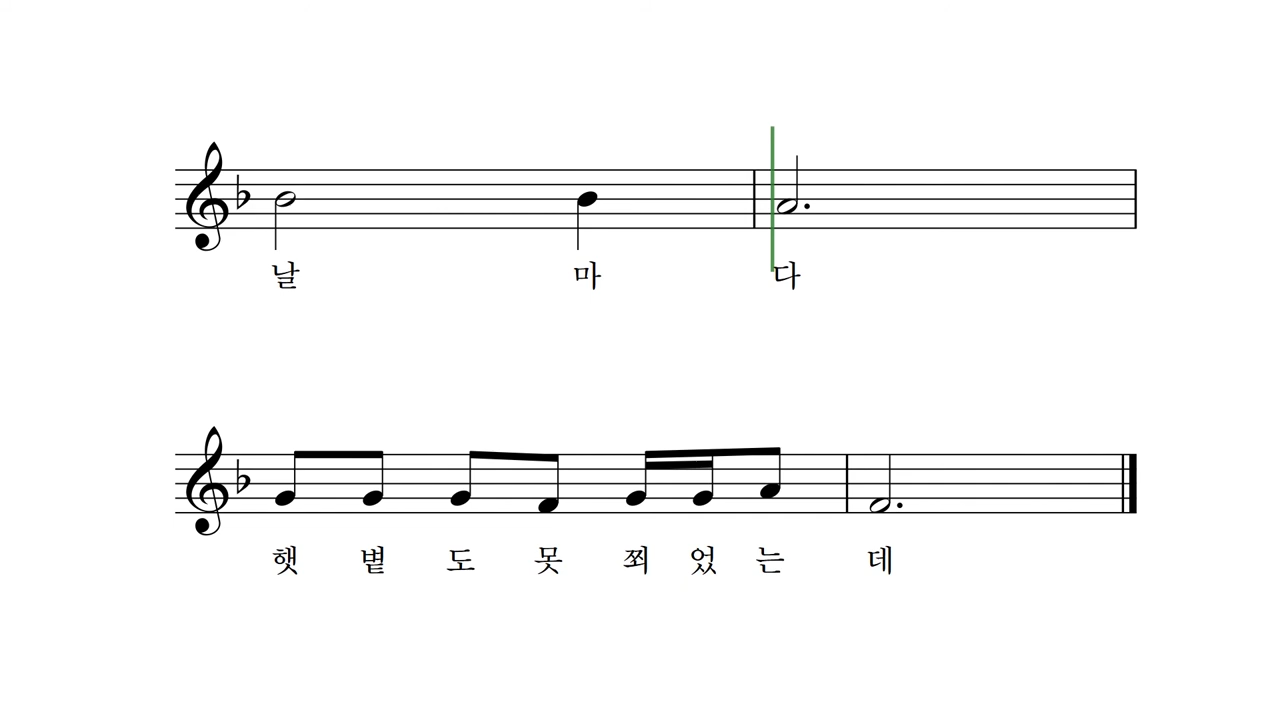 날 마 다
햇 볕 도 못 쬐 었 는 데